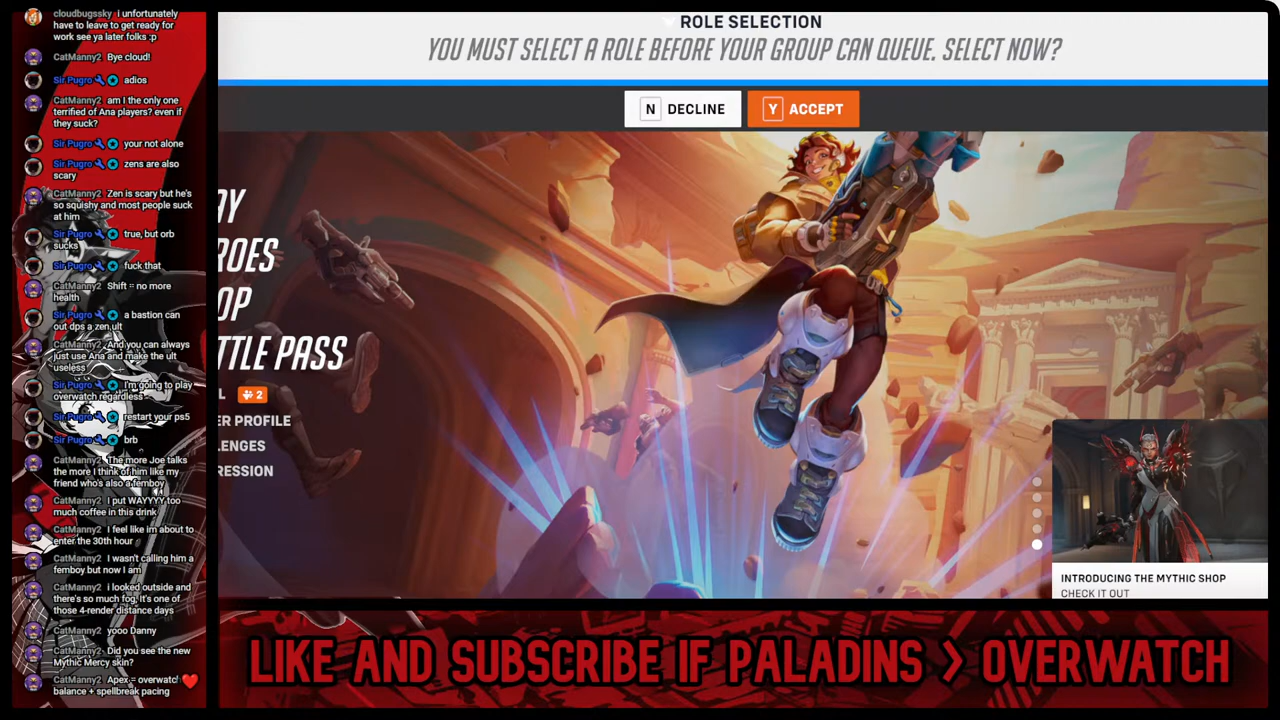 cloudbugssky I unfortunately
have to leave to get ready for
work see ya later folks :p
CatManny2 Bye cloud!
Sir Pugro adios
CatManny2 am I the only one
terrified of Ana players? even if
they suck?
Sir Pugro your not alone
Sir Pugro zens are also
scary
CatManny2 Zen is scary but he's
so squishy and most people suck
at him
Sir Pugro true, but orb
sucks
Sir Pugro fuck that
CatManny2 Shift = no more
health
Sir Pugro a bastion can
out dps a zen ult
CatManny2 And you can always
just use Ana and make the ult
useless
Sir Pugro I'm going to play
overwatch regardless
Sir Pugro restart your ps5
Sir Pugro brb
CatManny2 The more Joe talks
the more I think of him like my
friend who's also a femboy
CatManny2 I put WAYYYY too
much coffee in this drink
CatManny2 I feel like im about to
enter the 30th hour
CatManny2 I wasn't calling him a
femboy but now I am
CatManny2 i looked outside and
there's so much fog. It's one of
those 4-render distance days
CatManny2 yooo Danny
CatManny2 Did you see the new
Mythic Mercy skin?
CatManny2 Apex = overwatc
balance + spellbreak pacing
ROLE SELECTION
YOU MUST SELECT A ROLE BEFORE YOUR GROUP CAN QUEUE. SELECT NOW?
N DECLINE Y ACCEPT
AY
ROES
OP
TTLE PASS
L 2
ER PROFILE
LENGES
RESSION
INTRODUCING THE MYTHIC SHOP
CHECK IT OUT
LIKE AND SUBSCRIBE IF PALADINS > OVERWATCH